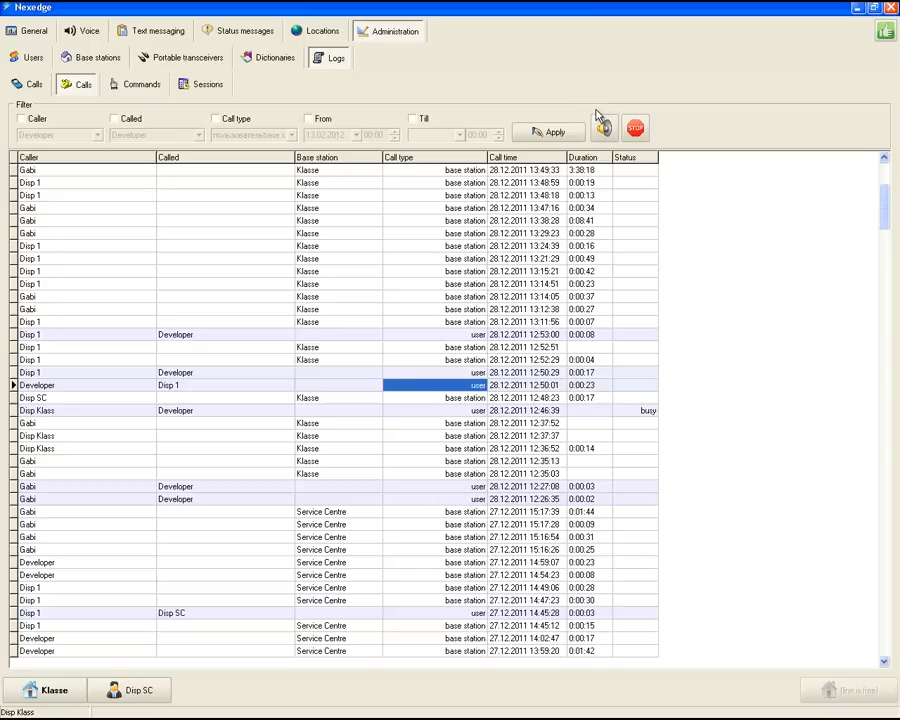 Nexedge
General Voice Text messaging Status messages Locations Administration
Users Base stations Portable transceivers Dictionaries Logs
Calls Calls Commands Sessions
Filter
Caller Called Call type From Till
Developer Developer 13.02.2012 00:00 00:00 Apply STOP
Caller Called Base station Call type Call time Duration Status
Gabi Klasse base station 28.12.2011 13:49:33 3:38:18
Disp 1 Klasse base station 28.12.2011 13:48:59 0:00:19
Disp 1 Klasse base station 28.12.2011 13:48:18 0:00:13
Gabi Klasse base station 28.12.2011 13:47:16 0:00:34
Gabi Klasse base station 28.12.2011 13:38:28 0:08:41
Gabi Klasse base station 28.12.2011 13:29:23 0:00:28
Disp 1 Klasse base station 28.12.2011 13:24:39 0:00:16
Disp 1 Klasse base station 28.12.2011 13:21:29 0:00:49
Disp 1 Klasse base station 28.12.2011 13:15:21 0:00:42
Disp 1 Klasse base station 28.12.2011 13:14:51 0:00:23
Gabi Klasse base station 28.12.2011 13:14:05 0:00:37
Gabi Klasse base station 28.12.2011 13:12:38 0:00:27
Disp 1 Klasse base station 28.12.2011 13:11:56 0:00:07
Disp 1 Developer user 28.12.2011 12:53:00 0:00:08
Disp 1 Klasse base station 28.12.2011 12:52:51
Disp 1 Klasse base station 28.12.2011 12:52:29 0:00:04
Disp 1 Developer user 28.12.2011 12:50:29 0:00:17
Developer Disp 1 user 28.12.2011 12:50:01 0:00:23
Disp SC Klasse base station 28.12.2011 12:48:23 0:00:17
Disp Klass Developer user 28.12.2011 12:46:39 busy
Gabi Klasse base station 28.12.2011 12:37:52
Disp Klass Klasse base station 28.12.2011 12:37:37
Disp Klass Klasse base station 28.12.2011 12:36:52 0:00:14
Gabi Klasse base station 28.12.2011 12:35:13
Gabi Klasse base station 28.12.2011 12:35:03
Gabi Developer user 28.12.2011 12:27:08 0:00:03
Gabi Developer user 28.12.2011 12:26:35 0:00:02
Gabi Service Centre base station 27.12.2011 15:17:39 0:01:44
Gabi Service Centre base station 27.12.2011 15:17:28 0:00:09
Gabi Service Centre base station 27.12.2011 15:16:54 0:00:31
Gabi Service Centre base station 27.12.2011 15:16:26 0:00:25
Developer Service Centre base station 27.12.2011 14:59:07 0:00:23
Developer Service Centre base station 27.12.2011 14:54:23 0:00:08
Disp 1 Service Centre base station 27.12.2011 14:49:06 0:00:28
Disp 1 Service Centre base station 27.12.2011 14:47:23 0:00:30
Disp 1 Disp SC user 27.12.2011 14:45:28 0:00:03
Disp 1 Service Centre base station 27.12.2011 14:45:12 0:00:15
Developer Service Centre base station 27.12.2011 14:02:47 0:00:17
Developer Service Centre base station 27.12.2011 13:59:20 0:01:42
Klasse Disp SC line is free!
Disp Klass